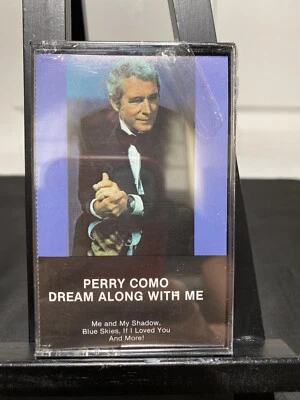 PERRY COMO
DREAM ALONG WITH ME
Me and My Shadow,
Blue Skies, If I Loved You
And More!